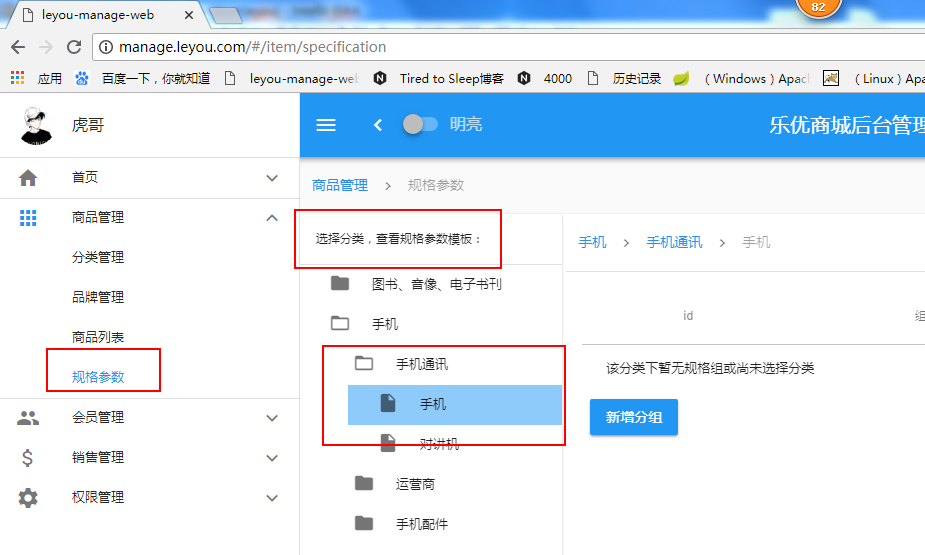 leyou-manage-web
82
manage.leyou.com/#/item/specification
应用 百度一下，你就知道 leyou-manage-web Tired to Sleep博客 4000 历史记录 （Windows）Apac （Linux）Apa
虎哥
明亮
乐优商城后台管理
首页
商品管理
分类管理
品牌管理
商品列表
规格参数
会员管理
销售管理
权限管理
商品管理 > 规格参数
选择分类，查看规格参数模板：
图书、音像、电子书刊
手机
手机通讯
手机
对讲机
运营商
手机配件
手机 > 手机通讯 > 手机
id 组
该分类下暂无规格组或尚未选择分类
新增分组